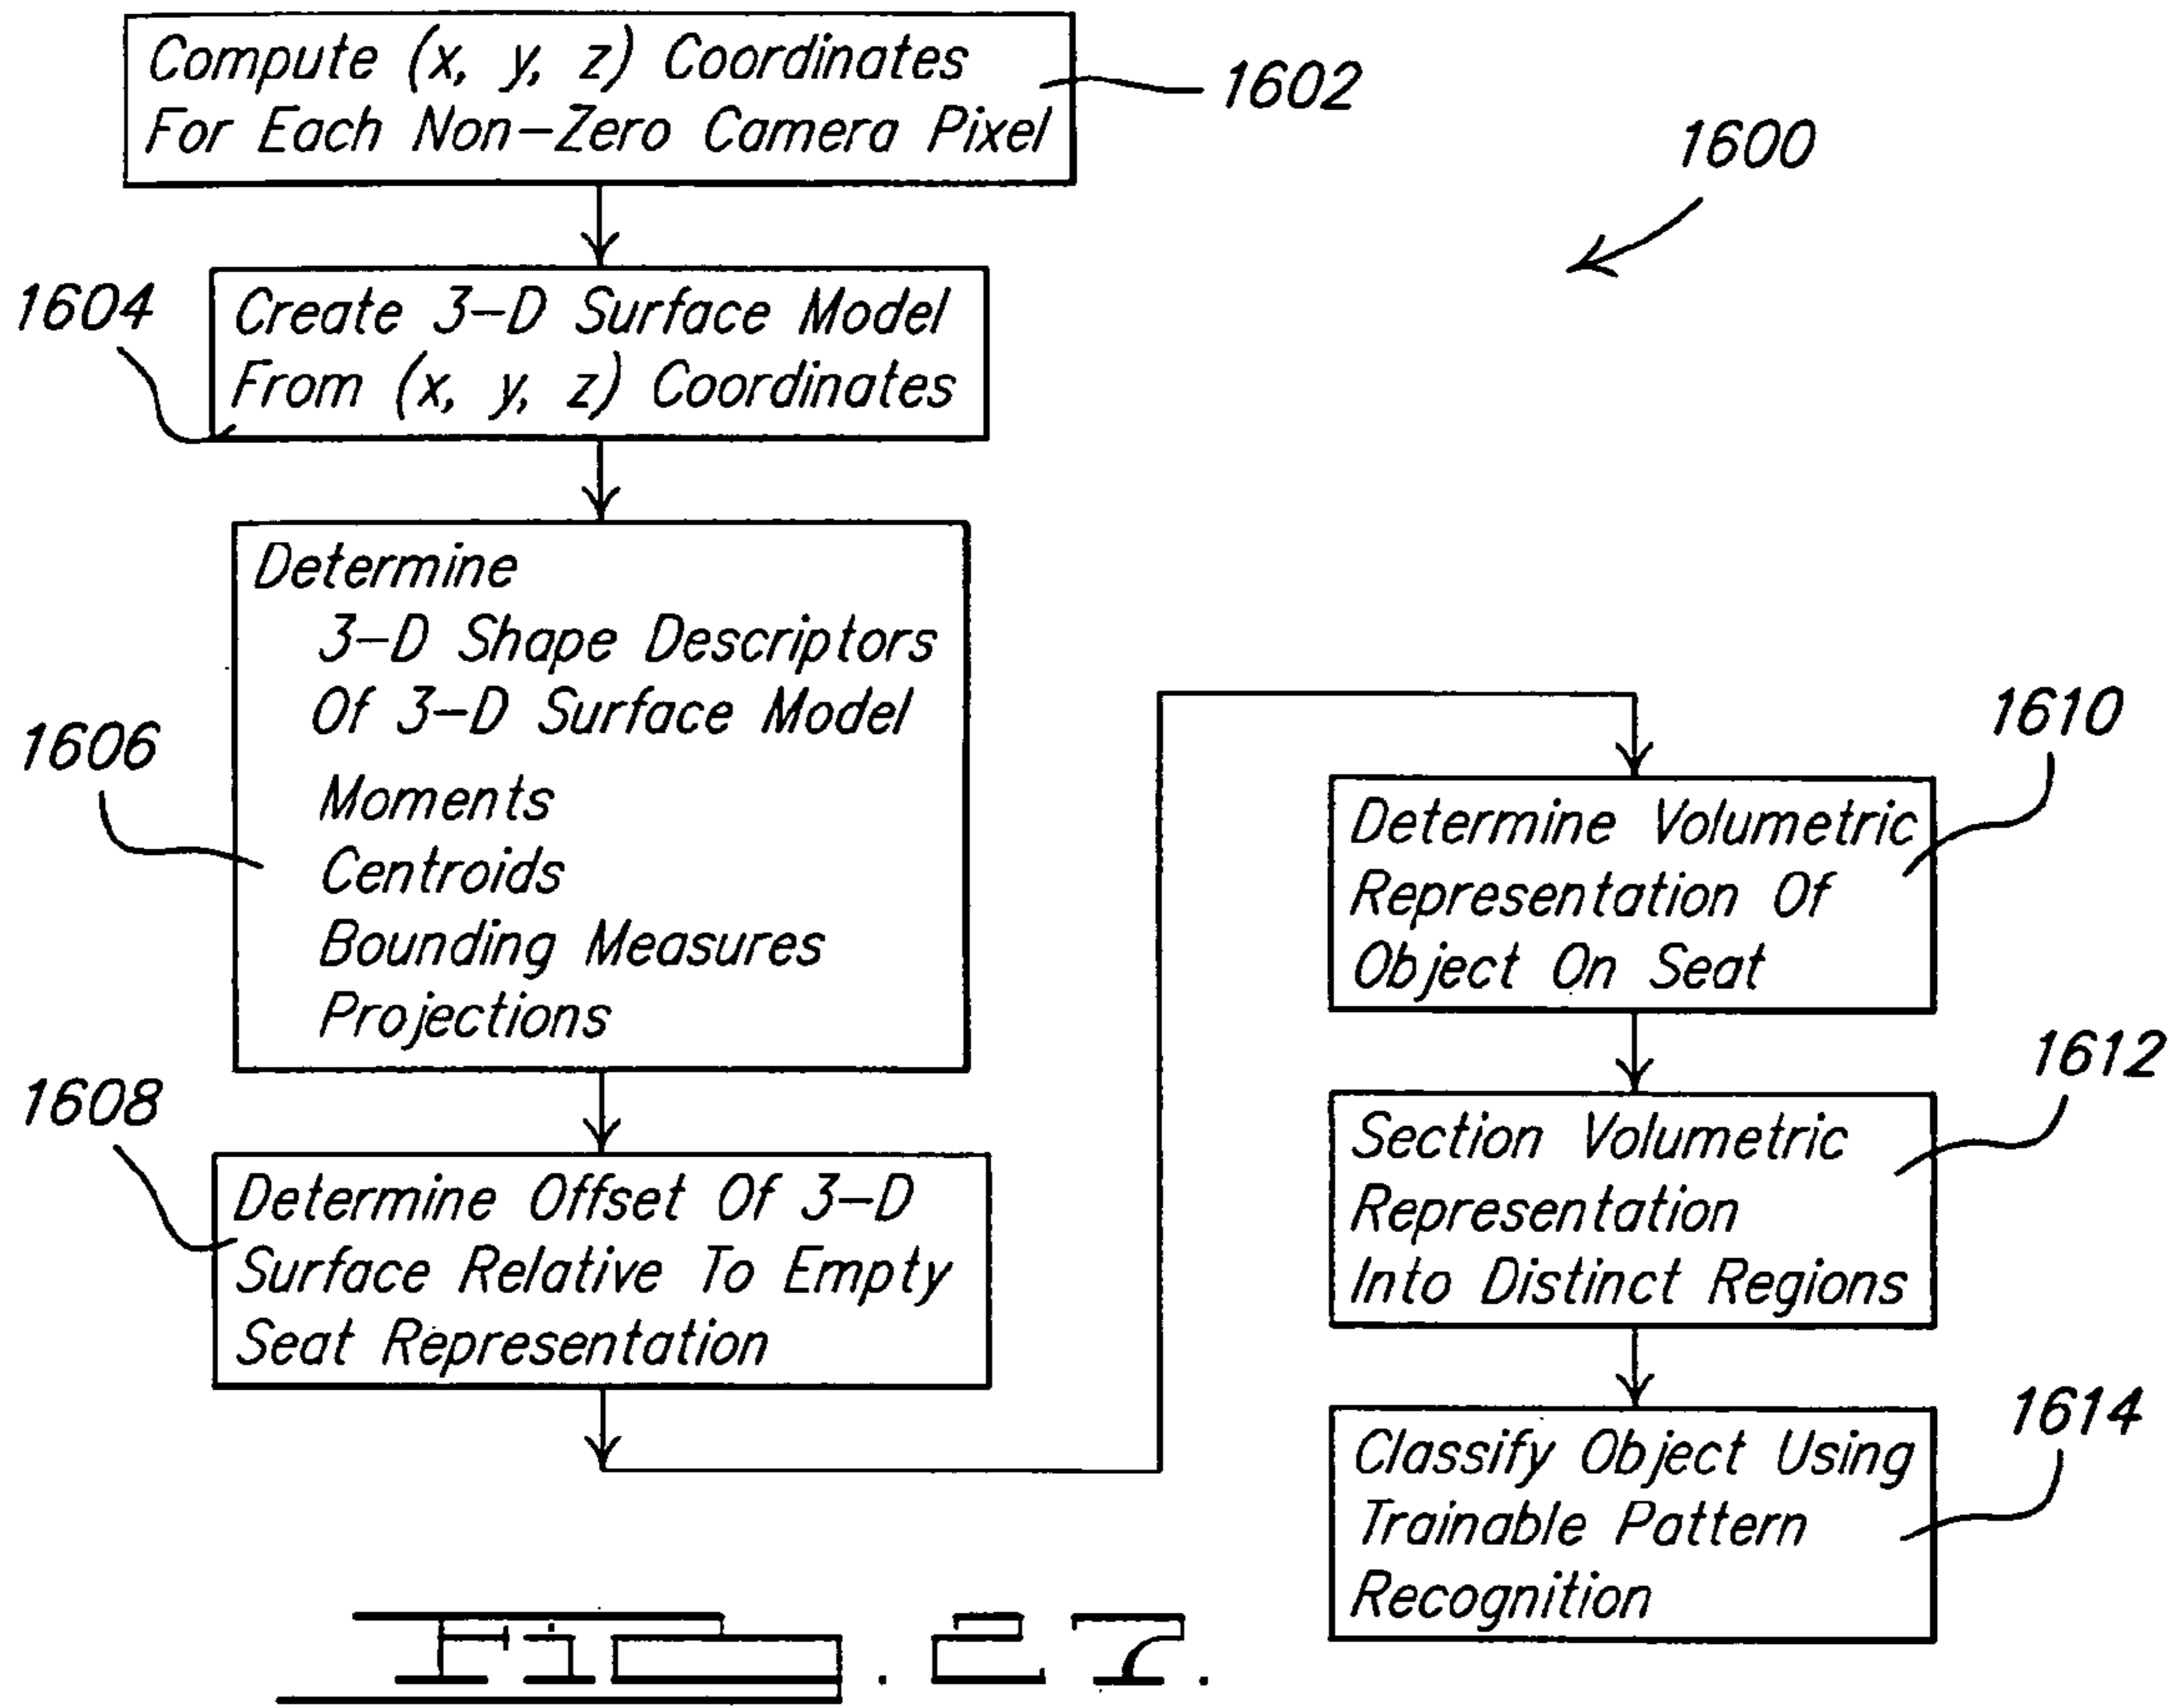 Compute (x, y, z) Coordinates
For Each Non-Zero Camera Pixel
1602
1600
1604
Create 3-D Surface Model
From (x, y, z) Coordinates
1606
Determine
3-D Shape Descriptors
Of 3-D Surface Model
Moments
Centroids
Bounding Measures
Projections
1608
Determine Offset Of 3-D
Surface Relative To Empty
Seat Representation
1610
Determine Volumetric
Representation Of
Object On Seat
1612
Section Volumetric
Representation
Into Distinct Regions
1614
Classify Object Using
Trainable Pattern
Recognition
Fig. 27.